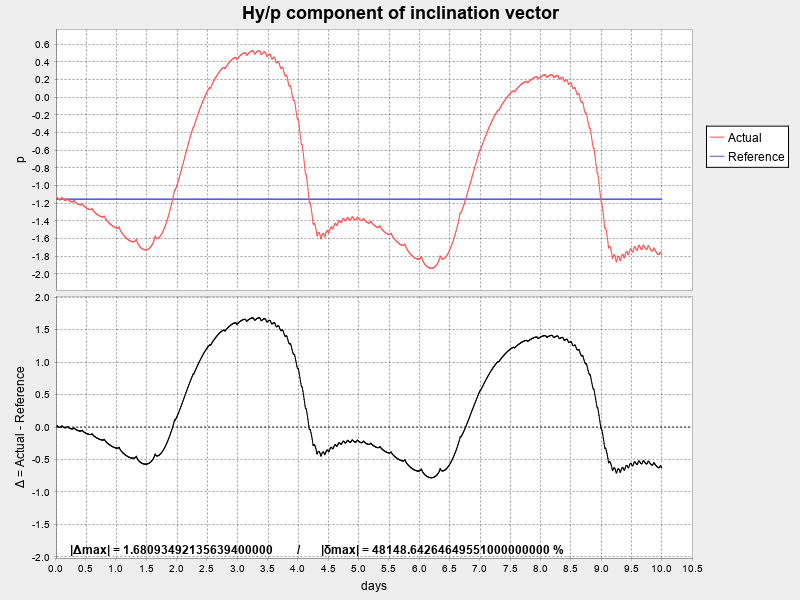 Hy/p component of inclination vector
0.6
0.4
0.2
0.0
-0.2
-0.4
-0.6
-0.8
-1.0
-1.2
-1.4
-1.6
-1.8
-2.0
p
Actual
Reference
2.0
1.5
1.0
0.5
0.0
-0.5
-1.0
-1.5
-2.0
Δ = Actual - Reference
|Δmax| = 1.68093492135639400000 / |δmax| = 48148.64264649551000000000 %
0.0 0.5 1.0 1.5 2.0 2.5 3.0 3.5 4.0 4.5 5.0 5.5 6.0 6.5 7.0 7.5 8.0 8.5 9.0 9.5 10.0 10.5
days